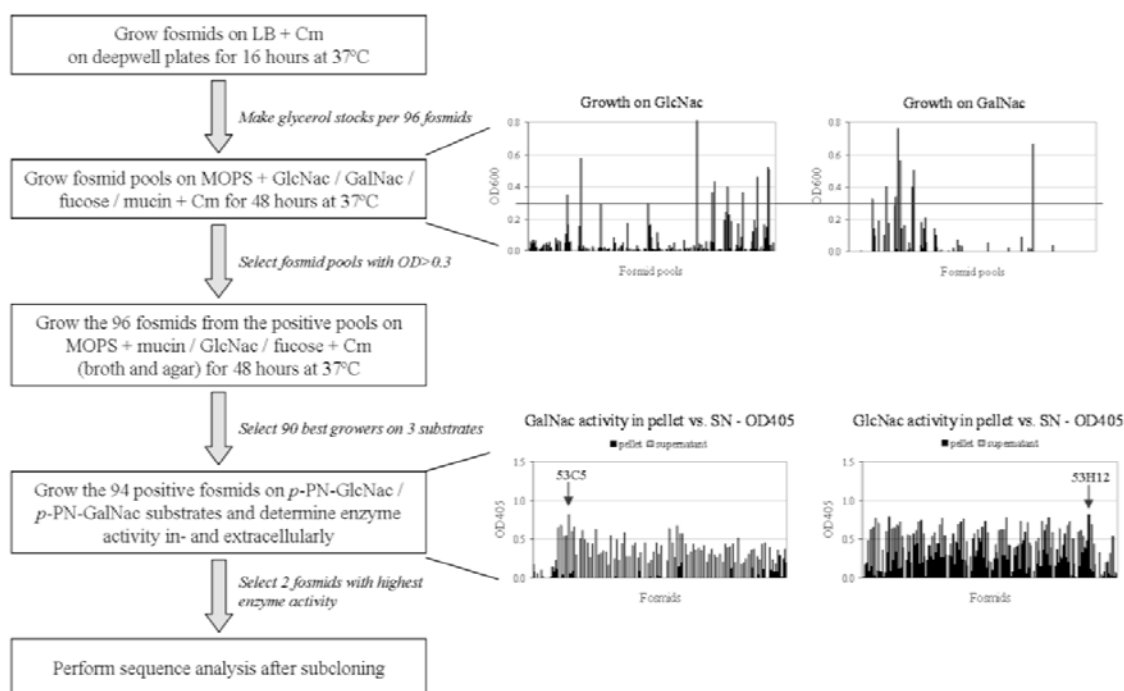 Grow fosmids on LB + Cm
on deepwell plates for 16 hours at 37ºC
Make glycerol stocks per 96 fosmids
Grow fosmid pools on MOPS + GlcNac / GalNac /
fucose / mucin + Cm for 48 hours at 37ºC
Select fosmid pools with OD>0.3
Grow the 96 fosmids from the positive pools on
MOPS + mucin / GlcNac / fucose + Cm
(broth and agar) for 48 hours at 37ºC
Select 90 best growers on 3 substrates
Grow the 94 positive fosmids on p-PN-GlcNac /
p-PN-GalNac substrates and determine enzyme
activity in- and extracellularly
Select 2 fosmids with highest
enzyme activity
Perform sequence analysis after subcloning
Growth on GlcNac
0.8
0.6
0.4
0.2
0.0
OD600
Fosmid pools
Growth on GalNac
0.8
0.6
0.4
0.2
0.0
OD600
Fosmid pools
GalNac activity in pellet vs. SN - OD405
pellet supernatant
53C5
1.5
1.0
0.5
0.0
OD405
Fosmids
GlcNac activity in pellet vs. SN - OD405
pellet supernatant
53H12
1.5
1.0
0.5
0.0
OD405
Fosmids